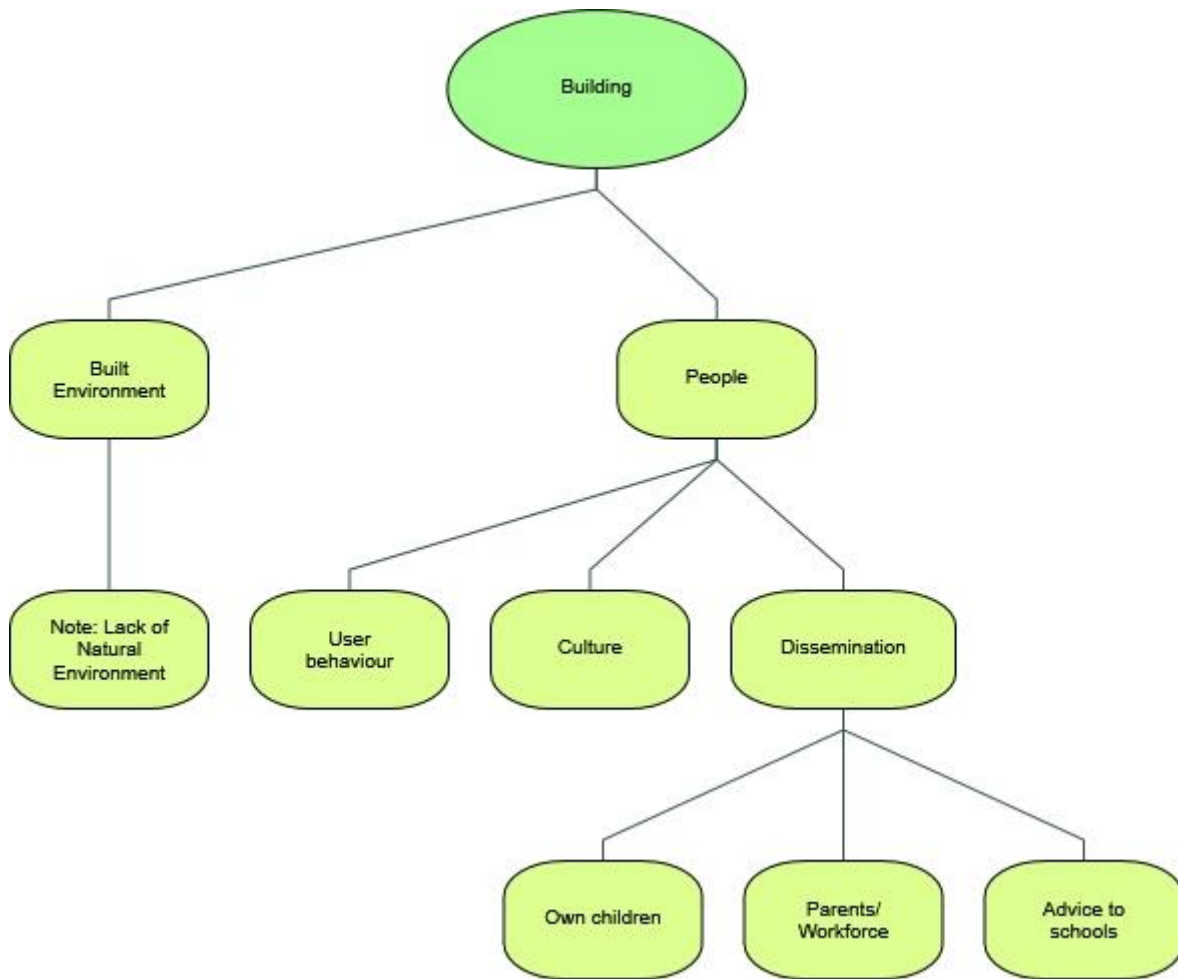 Building
Built
Environment
People
Note: Lack of
Natural
Environment
User
behaviour
Culture
Dissemination
Own children
Parents/
Workforce
Advice to
schools